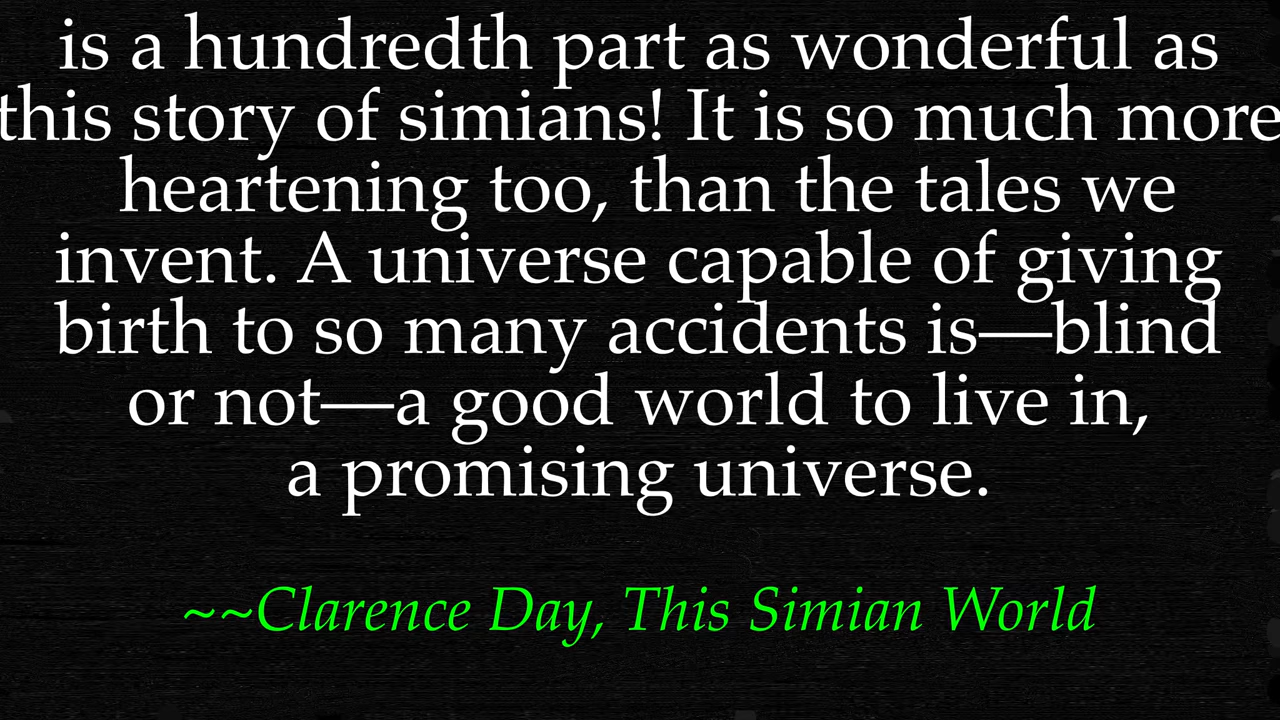 is a hundredth part as wonderful as
this story of simians! It is so much more
heartening too, than the tales we
invent. A universe capable of giving
birth to so many accidents is—blind
or not—a good world to live in,
a promising universe.
~~Clarence Day, This Simian World